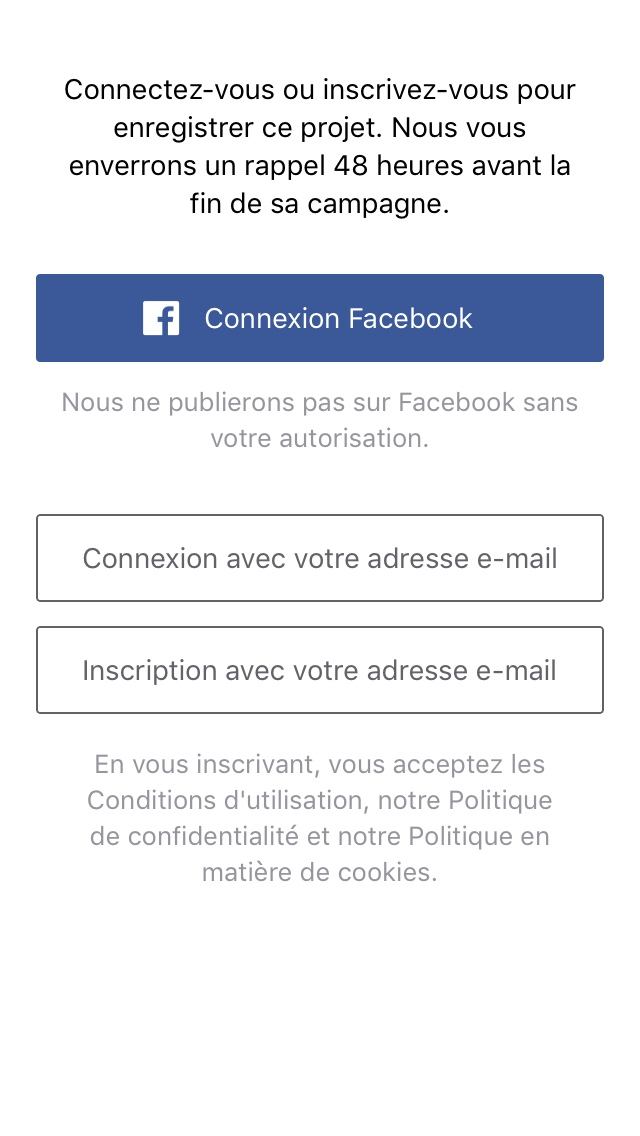 Connectez-vous ou inscrivez-vous pour
enregistrer ce projet. Nous vous
enverrons un rappel 48 heures avant la
fin de sa campagne.
Connexion Facebook
Nous ne publierons pas sur Facebook sans
votre autorisation.
Connexion avec votre adresse e-mail
Inscription avec votre adresse e-mail
En vous inscrivant, vous acceptez les
Conditions d'utilisation, notre Politique
de confidentialité et notre Politique en
matière de cookies.